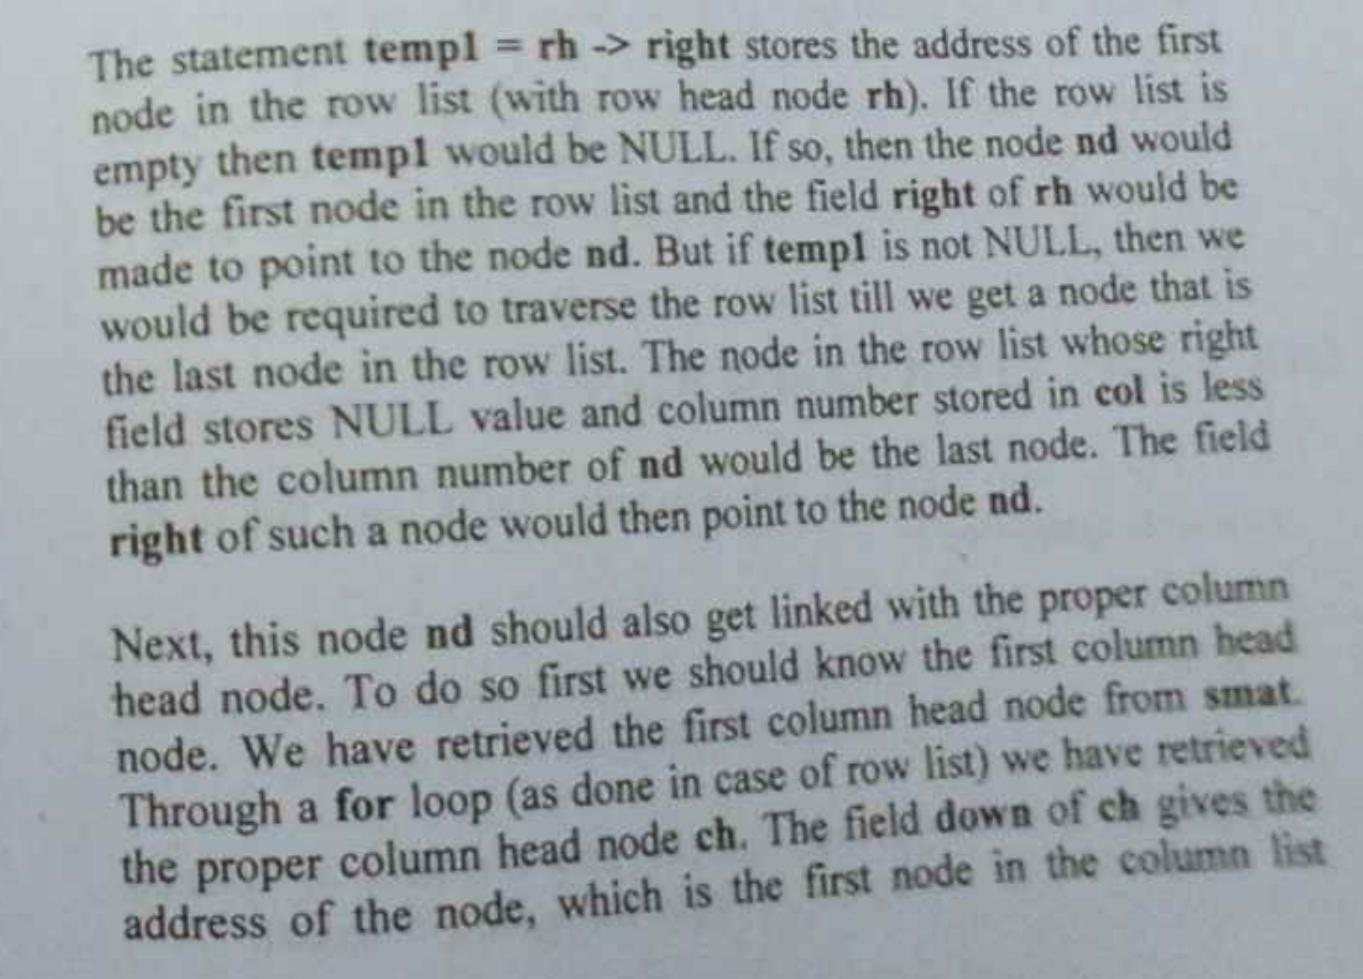 The statement temp1 = rh -> right stores the address of the first
node in the row list (with row head node rh). If the row list is
empty then temp1 would be NULL. If so, then the node nd would
be the first node in the row list and the field right of rh would be
made to point to the node nd. But if temp1 is not NULL, then we
would be required to traverse the row list till we get a node that is
the last node in the row list. The node in the row list whose right
field stores NULL value and column number stored in col is less
than the column number of nd would be the last node. The field
right of such a node would then point to the node nd.
Next, this node nd should also get linked with the proper column
head node. To do so first we should know the first column head
node. We have retrieved the first column head node from smat.
Through a for loop (as done in case of row list) we have retrieved
the proper column head node ch. The field down of ch gives the
address of the node, which is the first node in the column list